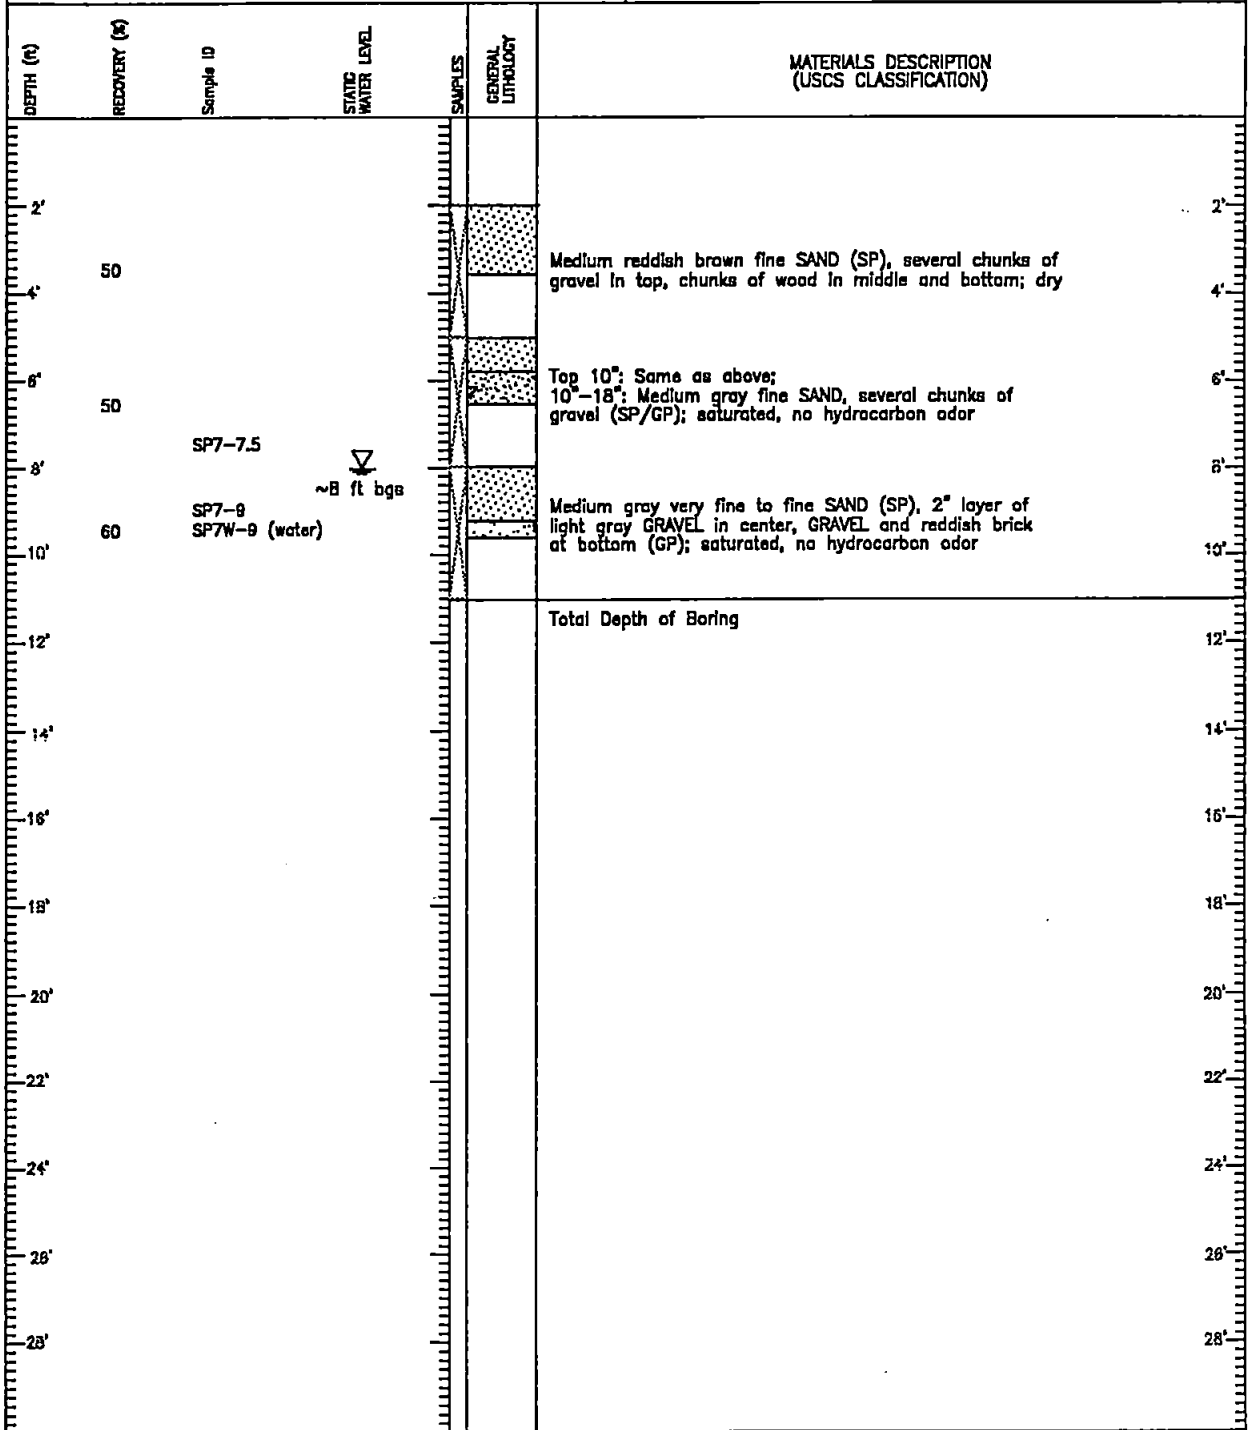 DEPTH (ft)
RECOVERY (%)
Sample ID
STATIC
WATER LEVEL
SAMPLES
GENERAL
LITHOLOGY
MATERIALS DESCRIPTION
(USCS CLASSIFICATION)
2' 2'
50
Medium reddish brown fine SAND (SP), several chunks of
gravel in top, chunks of wood in middle and bottom; dry
4' 4'
6' 6'
50
Top 10": Same as above;
10"-18": Medium gray fine SAND, several chunks of
gravel (SP/GP); saturated, no hydrocarbon odor
SP7-7.5
8' 8'
~8 ft bgs
SP7-9
60 SP7W-9 (water)
Medium gray very fine to fine SAND (SP), 2" layer of
light gray GRAVEL in center, GRAVEL and reddish brick
at bottom (GP); saturated, no hydrocarbon odor
10' 10'
Total Depth of Boring
12' 12'
14' 14'
16' 16'
18' 18'
20' 20'
22' 22'
24' 24'
26' 26'
28' 28'